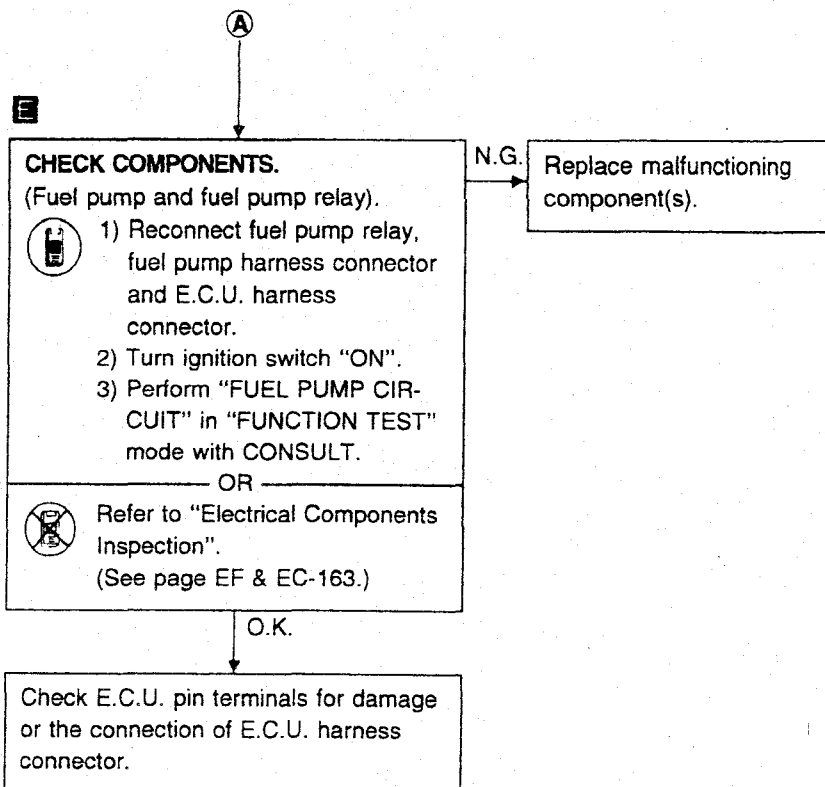 A
E
CHECK COMPONENTS.
(Fuel pump and fuel pump relay).
1) Reconnect fuel pump relay,
fuel pump harness connector
and E.C.U. harness
connector.
2) Turn ignition switch "ON".
3) Perform "FUEL PUMP CIR-
CUIT" in "FUNCTION TEST"
mode with CONSULT.
OR
Refer to "Electrical Components
Inspection".
(See page EF & EC-163.)
N.G.
Replace malfunctioning
component(s).
O.K.
Check E.C.U. pin terminals for damage
or the connection of E.C.U. harness
connector.